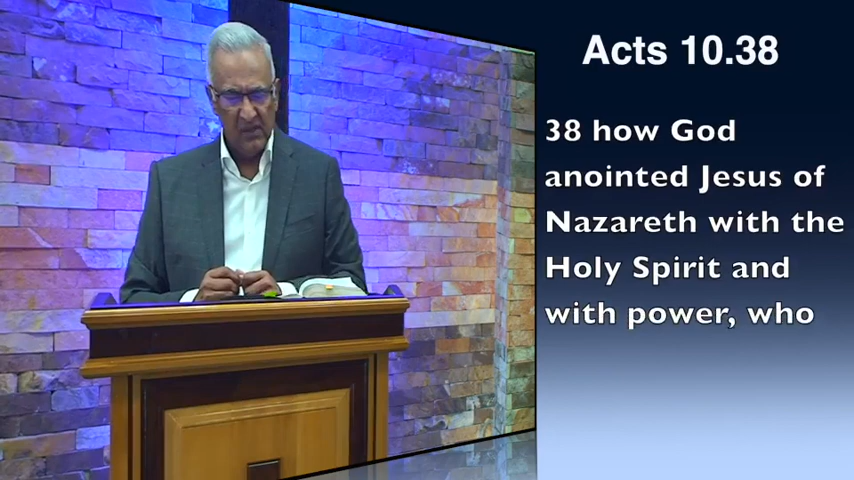 Acts 10.38
38 how God
anointed Jesus of
Nazareth with the
Holy Spirit and
with power, who